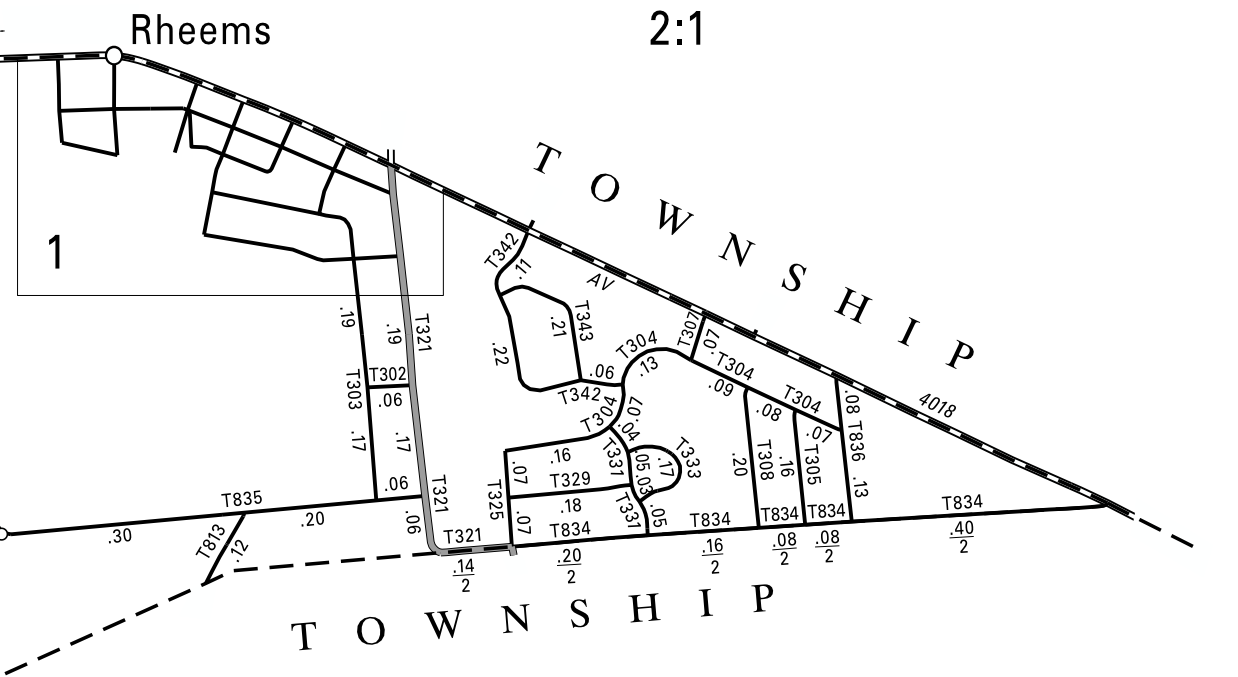 Rheems
2:1
TOWNSHIP
1
T342
.11
AV
.19
.19
T321
.22
.21
T343
T304
.13
T307
.07
T304
.09
T304
.08
.07
4018
T302
.06
T303
.06
T342
.07
T304
.04
.08
T836
.17
.17
.16
T331
.05
.17
T333
.20
T308
.16
T305
.13
.06
T321
T325
.07
T329
.18
.03
T331
.05
T835
.20
.30
T813
.12
.06
T321
.14
2
.07
T834
.20
2
T834
.16
2
T834
.08
2
T834
.08
2
T834
.40
2
TOWNSHIP